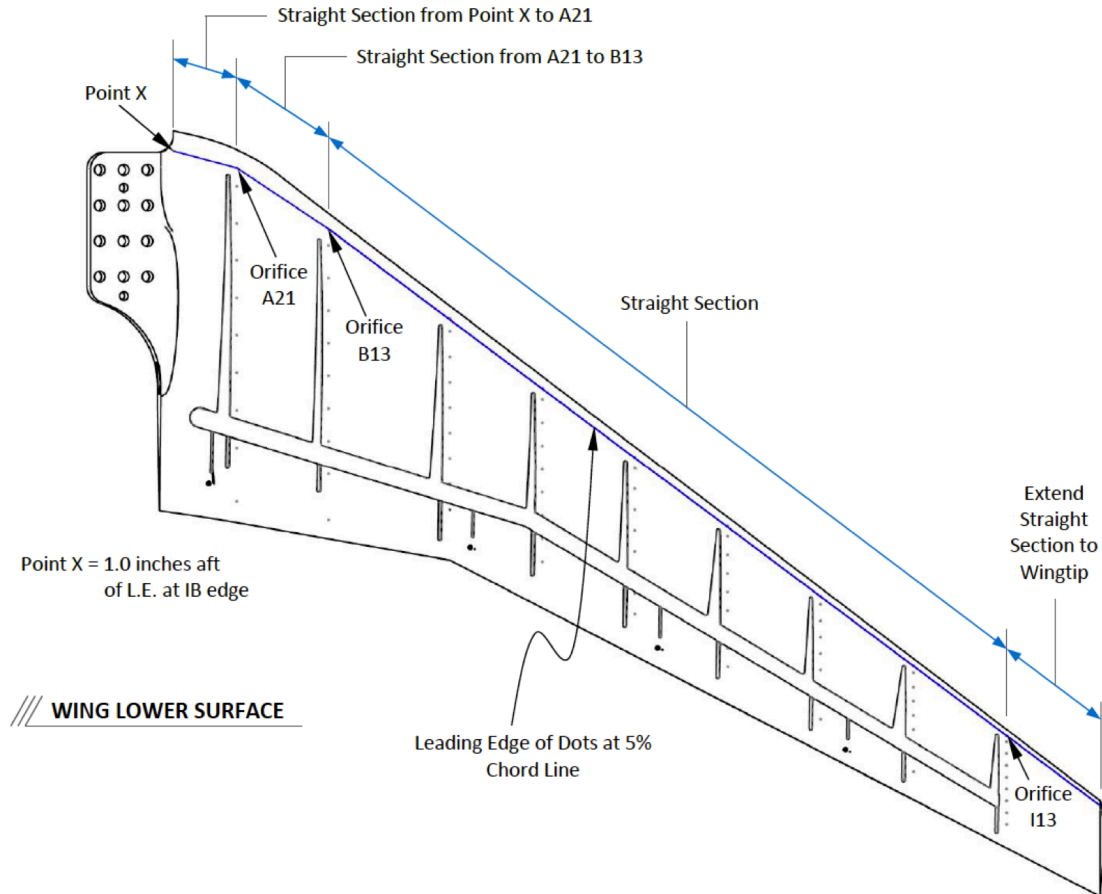 Straight Section from Point X to A21
Straight Section from A21 to B13
Point X
Orifice
A21
Orifice
B13
Straight Section
Extend
Straight
Section to
Wingtip
Point X = 1.0 inches aft
of L.E. at IB edge
WING LOWER SURFACE
Leading Edge of Dots at 5%
Chord Line
Orifice
I13